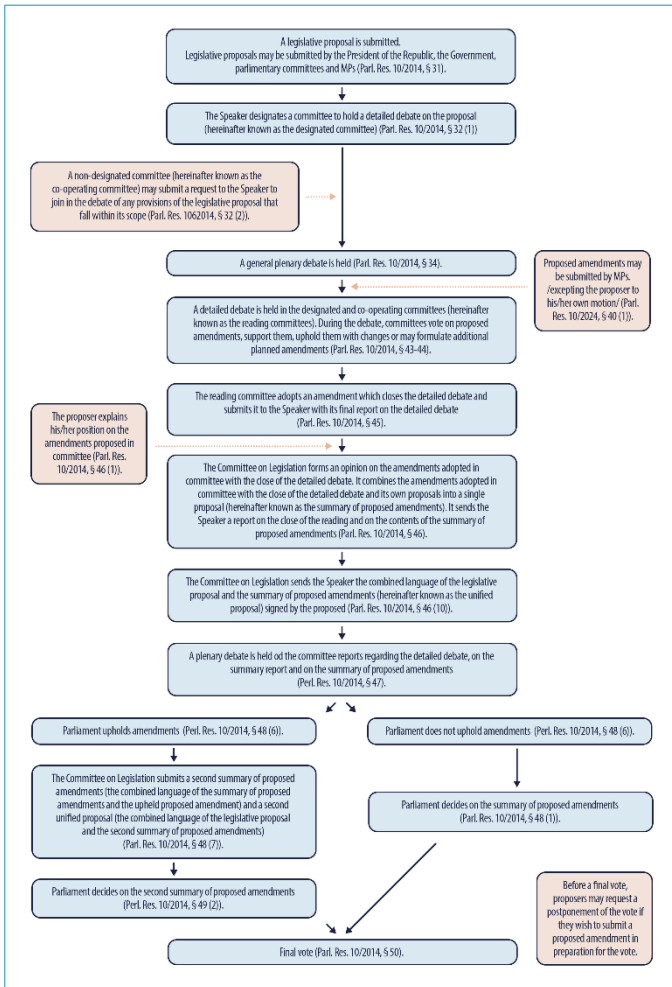 A legislative proposal is submitted.
Legislative proposals may be submitted by the President of the Republic, the Government,
parlimentary committees and MPs (Parl. Res. 10/2014, § 31).
The Speaker designates a committee to hold a detailed debate on the proposal
(hereinafter known as the designated committee) (Parl. Res. 10/2014, § 32 (1))
A non-designated committee (hereinafter known as the
co-operating committee) may submit a request to the Speaker to
join in the debate of any provisions of the legislative proposal that
fall within its scope (Parl. Res. 1062014, § 32 (2)).
A general plenary debate is held (Parl. Res. 10/2014, § 34).
Proposed amendments may
be submitted by MPs.
/excepting the proposer to
his/her own motion/ (Parl.
Res. 10/2024, § 40 (1)).
A detailed debate is held in the designated and co-operating committees (hereinafter
known as the reading committees). During the debate, committees vote on proposed
amendments, support them, uphold them with changes or may formulate additional
planned amendments (Parl. Res. 10/2014, § 43-44).
The reading committee adopts an amendment which closes the detailed debate and
submits it to the Speaker with its final report on the detailed debate
(Parl. Res. 10/2014, § 45).
The proposer explains
his/her position on the
amendments proposed in
committee (Parl. Res.
10/2014, § 46 (1)).
The Committee on Legislation forms an opinion on the amendments adopted in
committee with the close of the detailed debate. It combines the amendments adopted in
committee with the close of the detailed debate and its own proposals into a single
proposal (hereinafter known as the summary of proposed amendments). It sends the
Speaker a report on the close of the reading and on the contents of the summary of
proposed amendments (Parl. Res. 10/2014, § 46).
The Committee on Legislation sends the Speaker the combined language of the legislative
proposal and the summary of proposed amendments (hereinafter known as the unified
proposal) signed by the proposed (Parl. Res. 10/2014, § 46 (10)).
A plenary debate is held od the committee reports regarding the detailed debate, on the
summary report and on the summary of proposed amendments
(Perl. Res. 10/2014, § 47).
Parliament upholds amendments (Perl. Res. 10/2014, § 48 (6)).
Parliament does not uphold amendments (Perl. Res. 10/2014, § 48 (6)).
The Committee on Legislation submits a second summary of proposed
amendments (the combined language of the summary of proposed
amendments and the upheld proposed amendment) and a second
unified proposal (the combined language of the legislative proposal
and the second summary of proposed amendments)
(Parl. Res. 10/2014, § 48 (7)).
Parliament decides on the summary of proposed amendments
(Parl. Res. 10/2014, § 48 (1)).
Parliament decides on the second summary of proposed amendments
(Perl. Res. 10/2014, § 49 (2)).
Before a final vote,
proposers may request a
postponement of the vote if
they wish to submit a
proposed amendment in
preparation for the vote.
Final vote (Parl. Res. 10/2014, § 50).